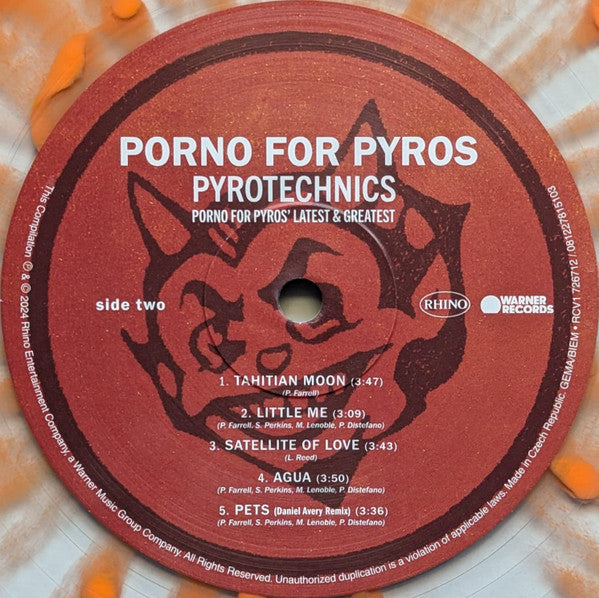 PORNO FOR PYROS
PYROTECHNICS
PORNO FOR PYROS' LATEST & GREATEST
side two
RHINO
WARNER
RECORDS
1. TAHITIAN MOON (3:47)
(P. Farrell)
2. LITTLE ME (3:09)
(P. Farrell, S. Perkins, M. Lenoble, P. Distefano)
3. SATELLITE OF LOVE (3:43)
(L. Reed)
4. AGUA (3:50)
(P. Farrell, S. Perkins, M. Lenoble, P. Distefano)
5. PETS (Daniel Avery Remix) (3:36)
(P. Farrell, S. Perkins, M. Lenoble, P. Distefano)
This Compilation ℗ & © 2024 Rhino Entertainment Company, a Warner Music Group Company. All Rights Reserved. Unauthorized duplication is a violation of applicable laws. Made in Czech Republic. GEMA/BIEM • RCV1 726712 / 081227815103